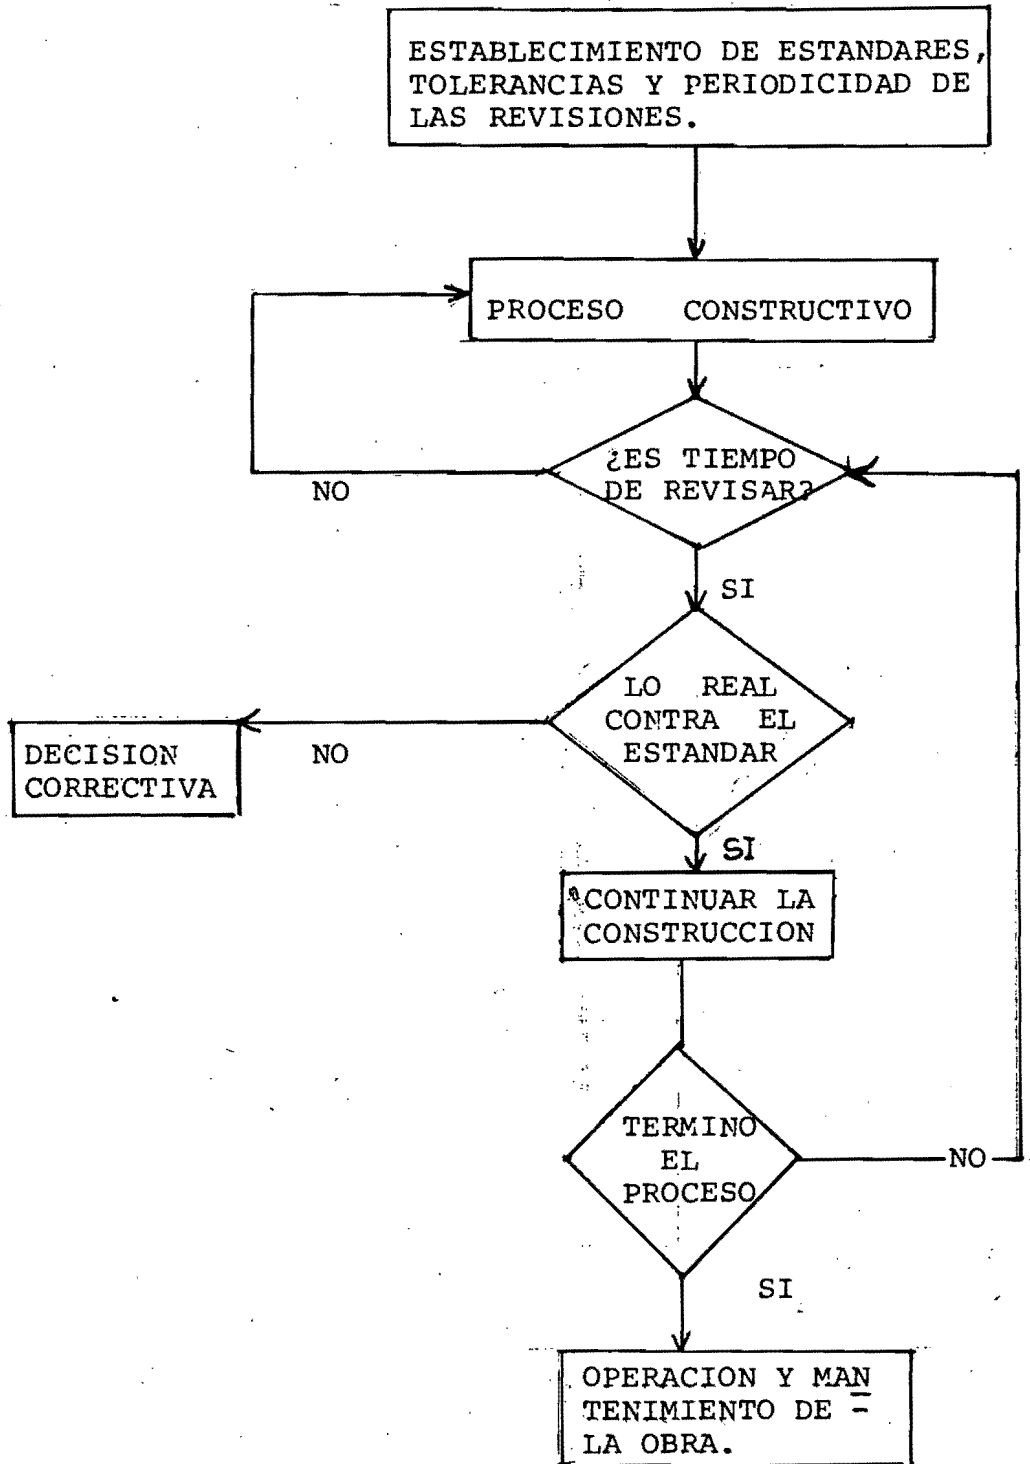 ESTABLECIMIENTO DE ESTANDARES,
TOLERANCIAS Y PERIODICIDAD DE
LAS REVISIONES.
PROCESO CONSTRUCTIVO
¿ES TIEMPO
DE REVISAR?
NO
SI
LO REAL
CONTRA EL
ESTANDAR
NO
DECISION
CORRECTIVA
SI
CONTINUAR LA
CONSTRUCCION
TERMINO
EL
PROCESO
NO
SI
OPERACION Y MAN
TENIMIENTO DE -
LA OBRA.